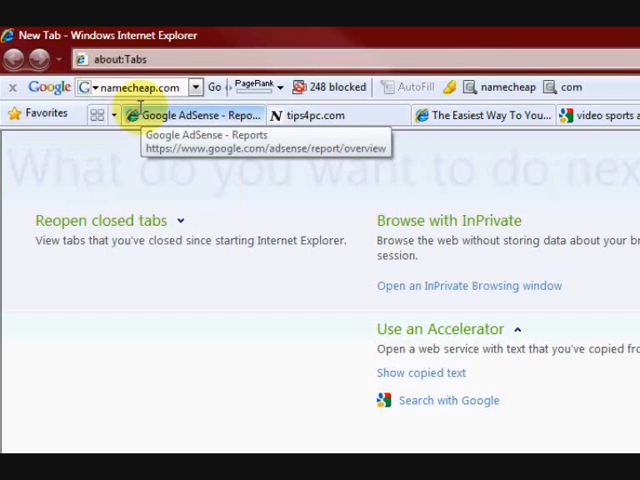 New Tab - Windows Internet Explorer
about:Tabs
x Google G namecheap.com Go PageRank 248 blocked AutoFill namecheap com
Favorites Google AdSense - Repo... N tips4pc.com The Easiest Way To You... video sports a
Google AdSense - Reports
https://www.google.com/adsense/report/overview
What do you want to do nex
Reopen closed tabs
View tabs that you've closed since starting Internet Explorer.
Browse with InPrivate
Browse the web without storing data about your br
session.
Open an InPrivate Browsing window
Use an Accelerator
Open a web service with text that you've copied fro
Show copied text
Search with Google